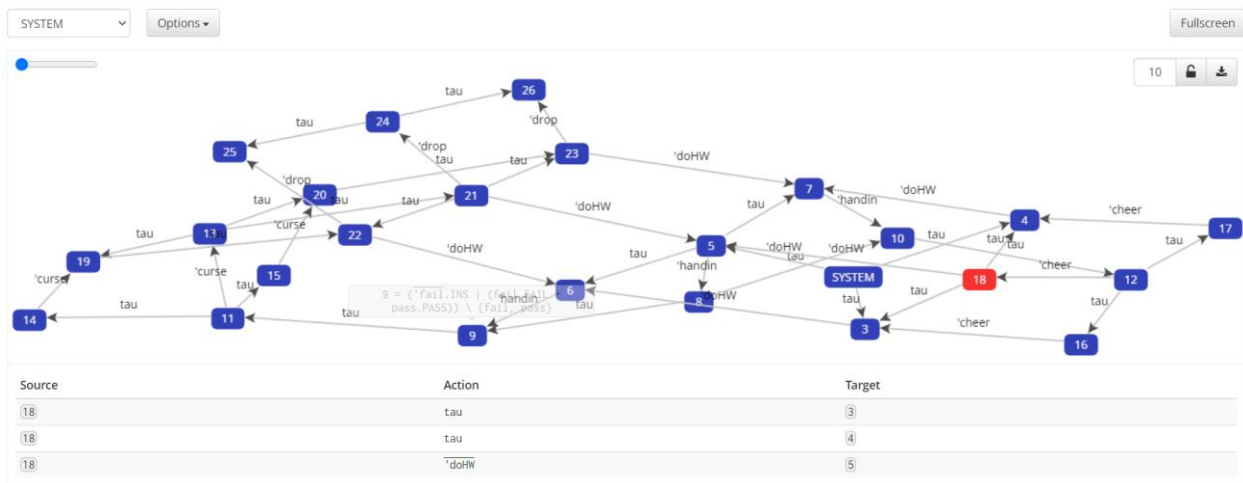 SYSTEM Options Fullscreen
10
tau 26
tau 24 'drop
25 'drop tau tau 23 'doHW
'drop 20 tau tau 21 7 'doHW
tau 'curse 'doHW tau 'handin 4 'cheer 17
tau 13 22 'doHW 5 'doHW 'doHW 10 tau tau tau tau
19 'curse 15 tau 'handin tau SYSTEM 18 'cheer 12
'curse tau 9 = ('fail.INS | (fail.FAIL + 6 'handin tau 8 doHW tau tau tau
tau pass.PASS)) \ {fail, pass}
14 11 tau 9 3 'cheer 16
Source Action Target
18 tau 3
18 tau 4
18 'doHW 5